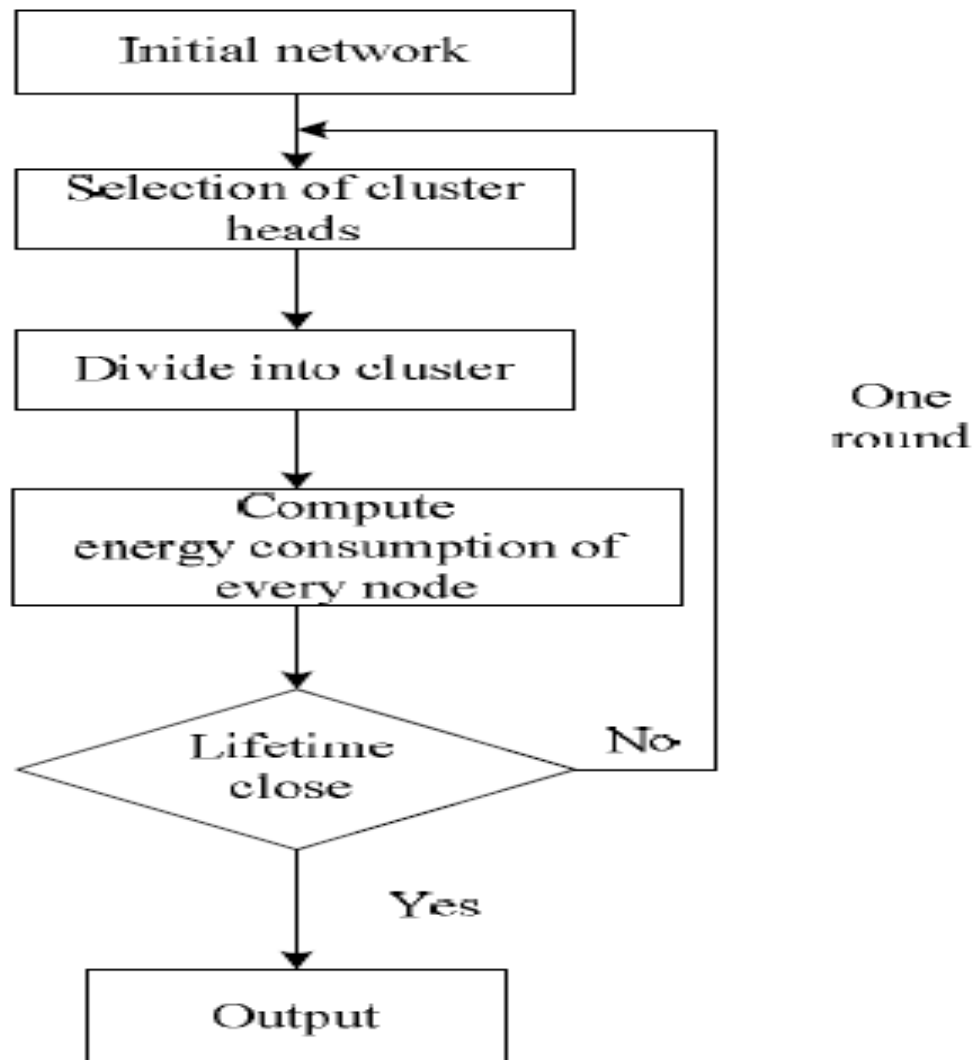 Initial network
Selection of cluster
heads
Divide into cluster
One
round
Compute
energy consumption of
every node
Lifetime
close
No
Yes
Output